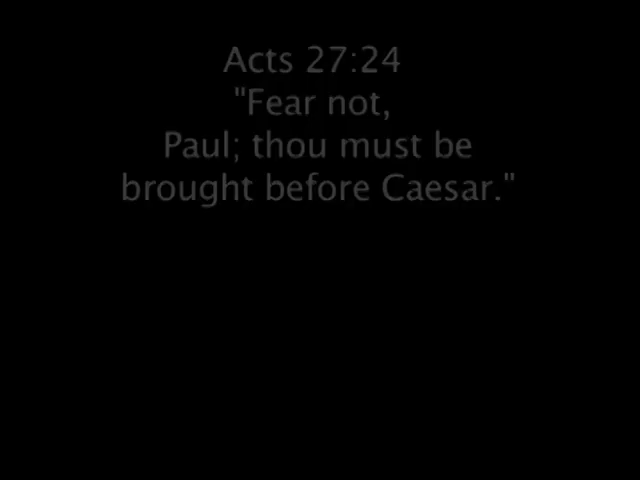 Acts 27:24
"Fear not,
Paul; thou must be
brought before Caesar."